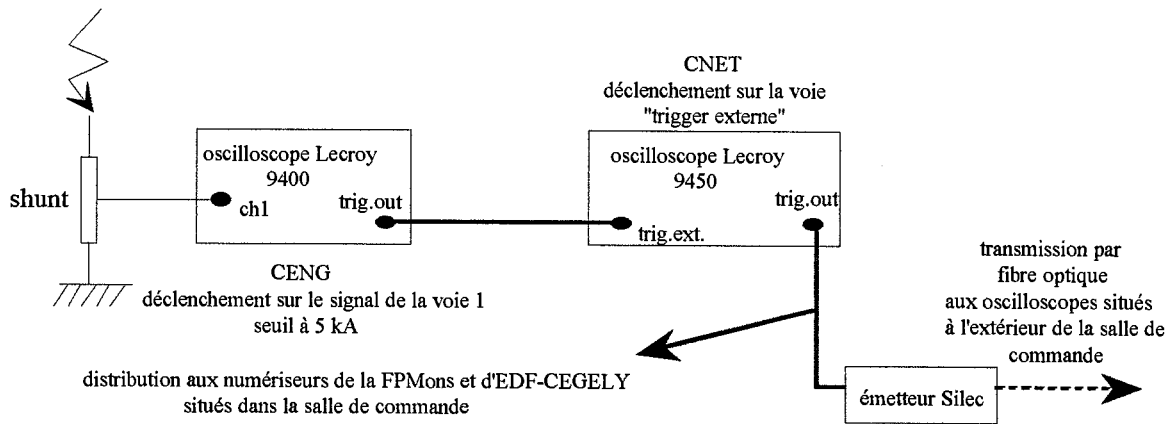 CNET
déclenchement sur la voie
"trigger externe"
oscilloscope Lecroy
9400
trig.out
ch1
shunt
oscilloscope Lecroy
9450
trig.out
trig.ext.
CENG
déclenchement sur le signal de la voie 1
seuil à 5 kA
transmission par
fibre optique
aux oscilloscopes situés
à l'extérieur de la salle de
commande
distribution aux numériseurs de la FPMons et d'EDF-CEGELY
situés dans la salle de commande
émetteur Silec